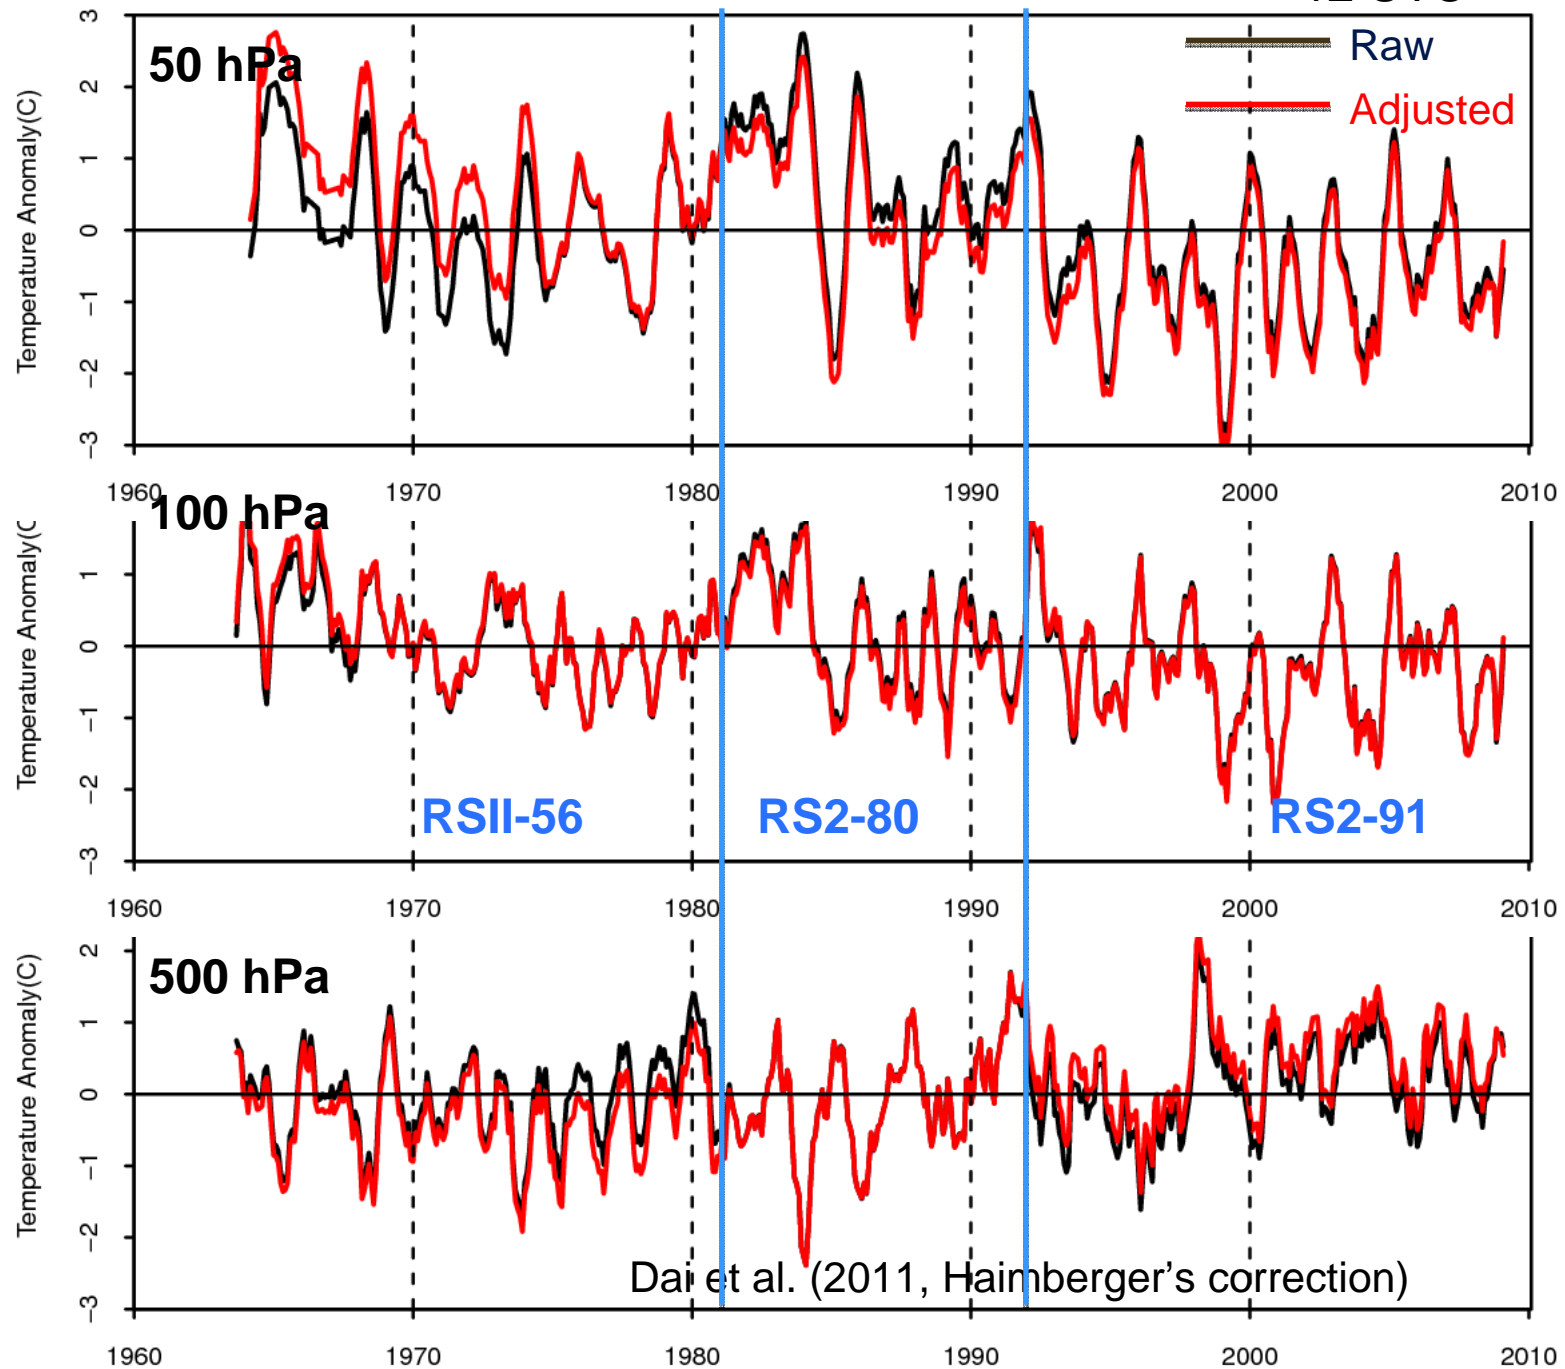 3
50 hPa
Raw
Adjusted
2
1
0
−1
−2
−3
Temperature Anomaly(C)
1960 1970 1980 1990 2000 2010
100 hPa
1
0
−1
−2
−3
Temperature Anomaly(C
RSII-56 RS2-80 RS2-91
1960 1970 1980 1990 2000 2010
500 hPa
2
1
0
−1
−2
−3
Temperature Anomaly(C)
Dai et al. (2011, Haimberger's correction)
1960 1970 1980 1990 2000 2010